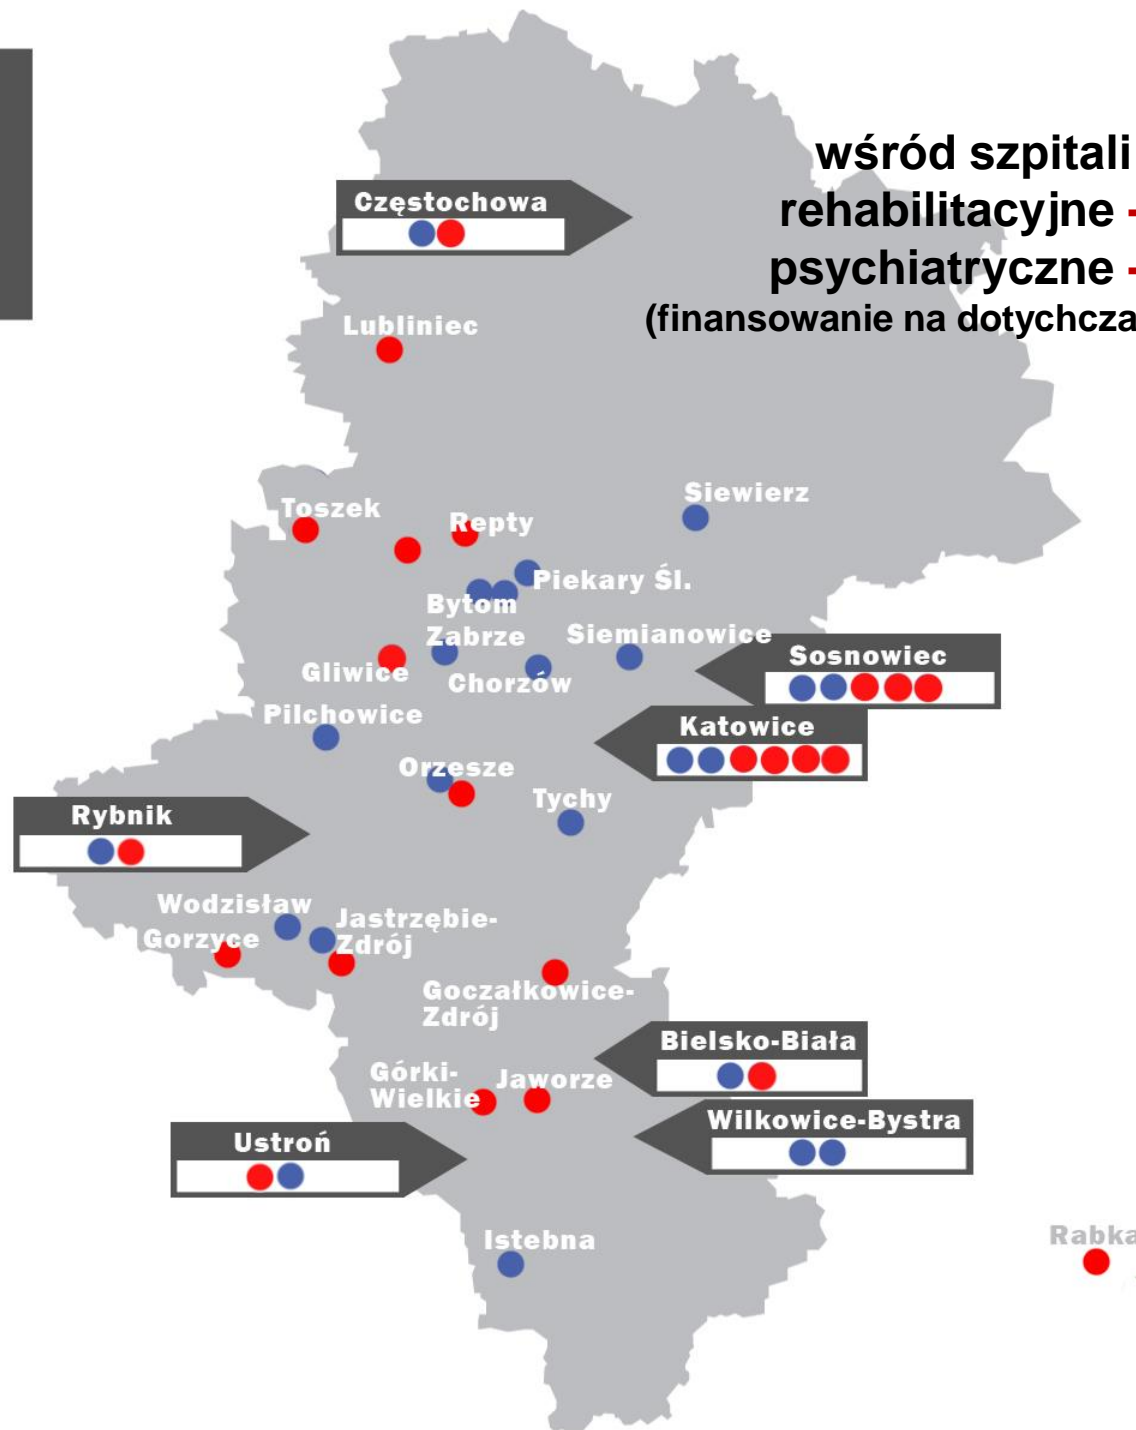 wśród szpitali
rehabilitacyjne -
psychiatryczne -
(finansowanie na dotychcza
Częstochowa
Lubliniec
Siewierz
Toszek
Repty
Piekary Śl.
Bytom
Zabrze
Siemianowice
Sosnowiec
Gliwice
Chorzów
Pilchowice
Katowice
Orzesze
Tychy
Rybnik
Wodzisław
Jastrzębie-
Zdrój
Gorzyce
Goczałkowice-
Zdrój
Bielsko-Biała
Górki-
Wielkie
Jaworze
Wilkowice-Bystra
Ustroń
Istebna
Rabka